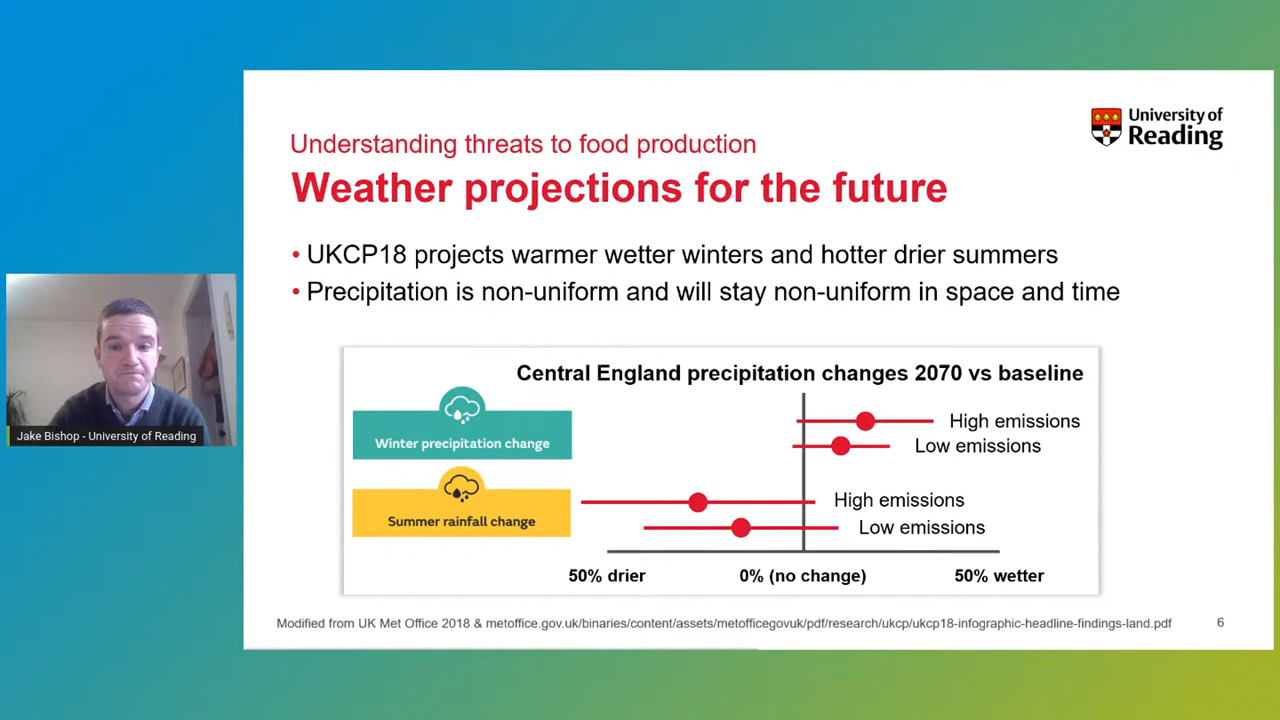 University of
Reading
Understanding threats to food production
Weather projections for the future
• UKCP18 projects warmer wetter winters and hotter drier summers
• Precipitation is non-uniform and will stay non-uniform in space and time
Central England precipitation changes 2070 vs baseline
Winter precipitation change
High emissions
Low emissions
Summer rainfall change
High emissions
Low emissions
50% drier
0% (no change)
50% wetter
Jake Bishop - University of Reading
Modified from UK Met Office 2018 & metoffice.gov.uk/binaries/content/assets/metofficegovuk/pdf/research/ukcp/ukcp18-infographic-headline-findings-land.pdf
6